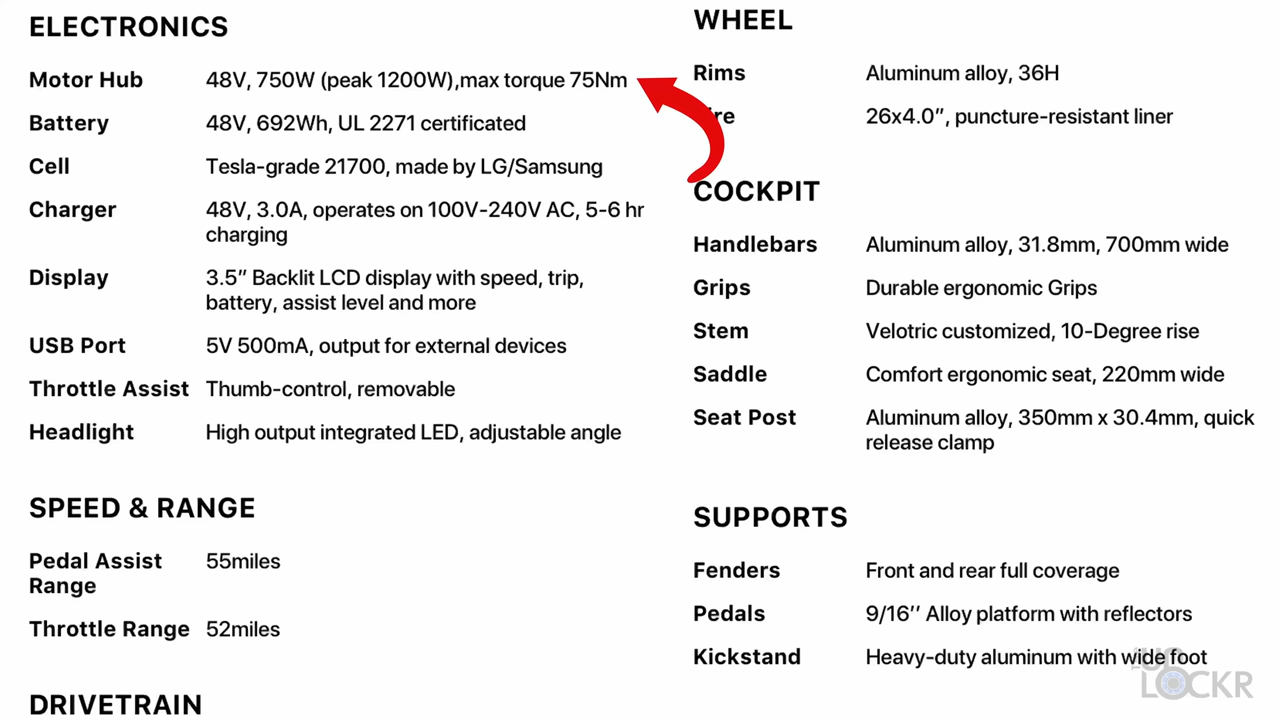 ELECTRONICS
Motor Hub 48V, 750W (peak 1200W),max torque 75Nm
Battery 48V, 692Wh, UL 2271 certificated
Cell Tesla-grade 21700, made by LG/Samsung
Charger 48V, 3.0A, operates on 100V-240V AC, 5-6 hr
charging
Display 3.5″ Backlit LCD display with speed, trip,
battery, assist level and more
USB Port 5V 500mA, output for external devices
Throttle Assist Thumb-control, removable
Headlight High output integrated LED, adjustable angle
SPEED & RANGE
Pedal Assist 55miles
Range
Throttle Range 52miles
DRIVETRAIN
WHEEL
Rims Aluminum alloy, 36H
26x4.0″, puncture-resistant liner
COCKPIT
Handlebars Aluminum alloy, 31.8mm, 700mm wide
Grips Durable ergonomic Grips
Stem Velotric customized, 10-Degree rise
Saddle Comfort ergonomic seat, 220mm wide
Seat Post Aluminum alloy, 350mm x 30.4mm, quick
release clamp
SUPPORTS
Fenders Front and rear full coverage
Pedals 9/16’’ Alloy platform with reflectors
Kickstand Heavy-duty aluminum with wide foot
LOCKR